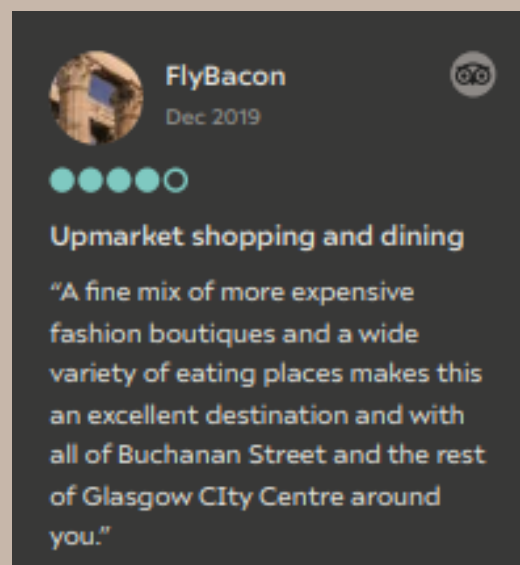 FlyBacon
Dec 2019
Upmarket shopping and dining
“A fine mix of more expensive
fashion boutiques and a wide
variety of eating places makes this
an excellent destination and with
all of Buchanan Street and the rest
of Glasgow CIty Centre around
you.”